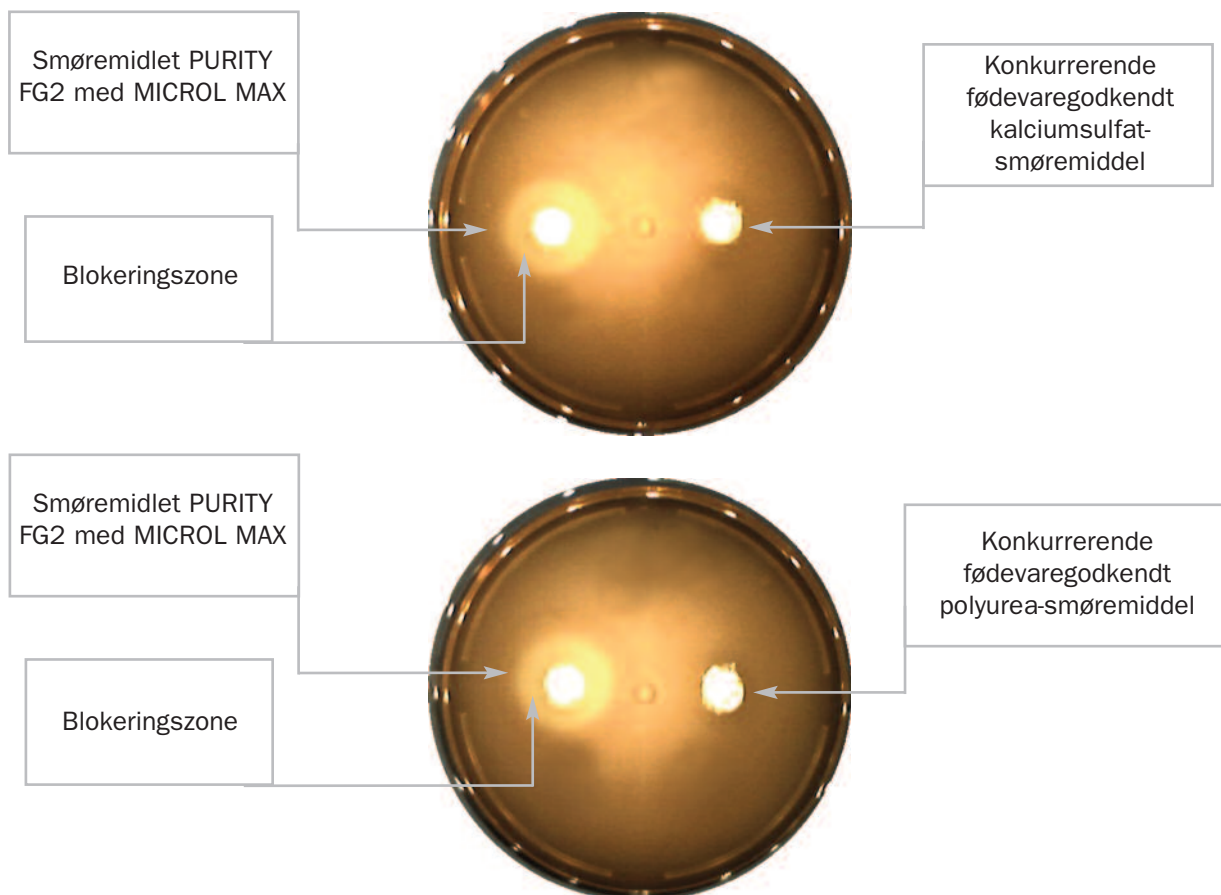 Smøremidlet PURITY
FG2 med MICROL MAX
Konkurrerende
fødevaregodkendt
kalciumsulfat-
smøremiddel
Blokeringszone
Smøremidlet PURITY
FG2 med MICROL MAX
Konkurrerende
fødevaregodkendt
polyurea-smøremiddel
Blokeringszone